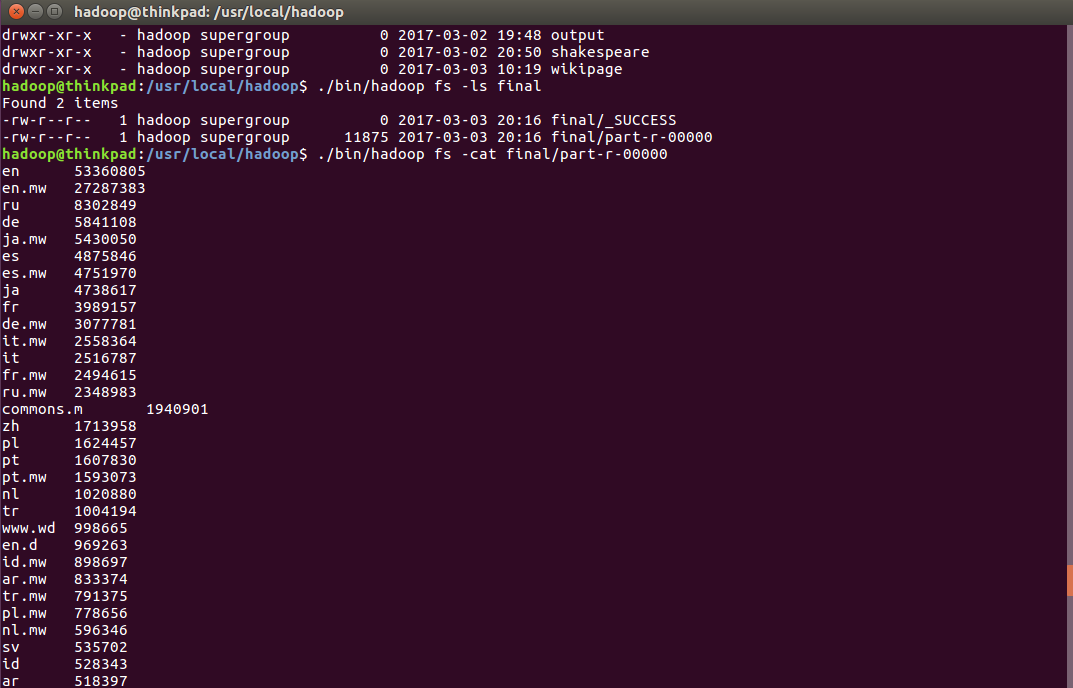 hadoop@thinkpad: /usr/local/hadoop
drwxr-xr-x   - hadoop supergroup          0 2017-03-02 19:48 output
drwxr-xr-x   - hadoop supergroup          0 2017-03-02 20:50 shakespeare
drwxr-xr-x   - hadoop supergroup          0 2017-03-03 10:19 wikipage
hadoop@thinkpad:/usr/local/hadoop$ ./bin/hadoop fs -ls final
Found 2 items
-rw-r--r--   1 hadoop supergroup          0 2017-03-03 20:16 final/_SUCCESS
-rw-r--r--   1 hadoop supergroup      11875 2017-03-03 20:16 final/part-r-00000
hadoop@thinkpad:/usr/local/hadoop$ ./bin/hadoop fs -cat final/part-r-00000
en      53360805
en.mw   27287383
ru      8302849
de      5841108
ja.mw   5430050
es      4875846
es.mw   4751970
ja      4738617
fr      3989157
de.mw   3077781
it.mw   2558364
it      2516787
fr.mw   2494615
ru.mw   2348983
commons.m       1940901
zh      1713958
pl      1624457
pt      1607830
pt.mw   1593073
nl      1020880
tr      1004194
www.wd  998665
en.d    969263
id.mw   898697
ar.mw   833374
tr.mw   791375
pl.mw   778656
nl.mw   596346
sv      535702
id      528343
ar      518397